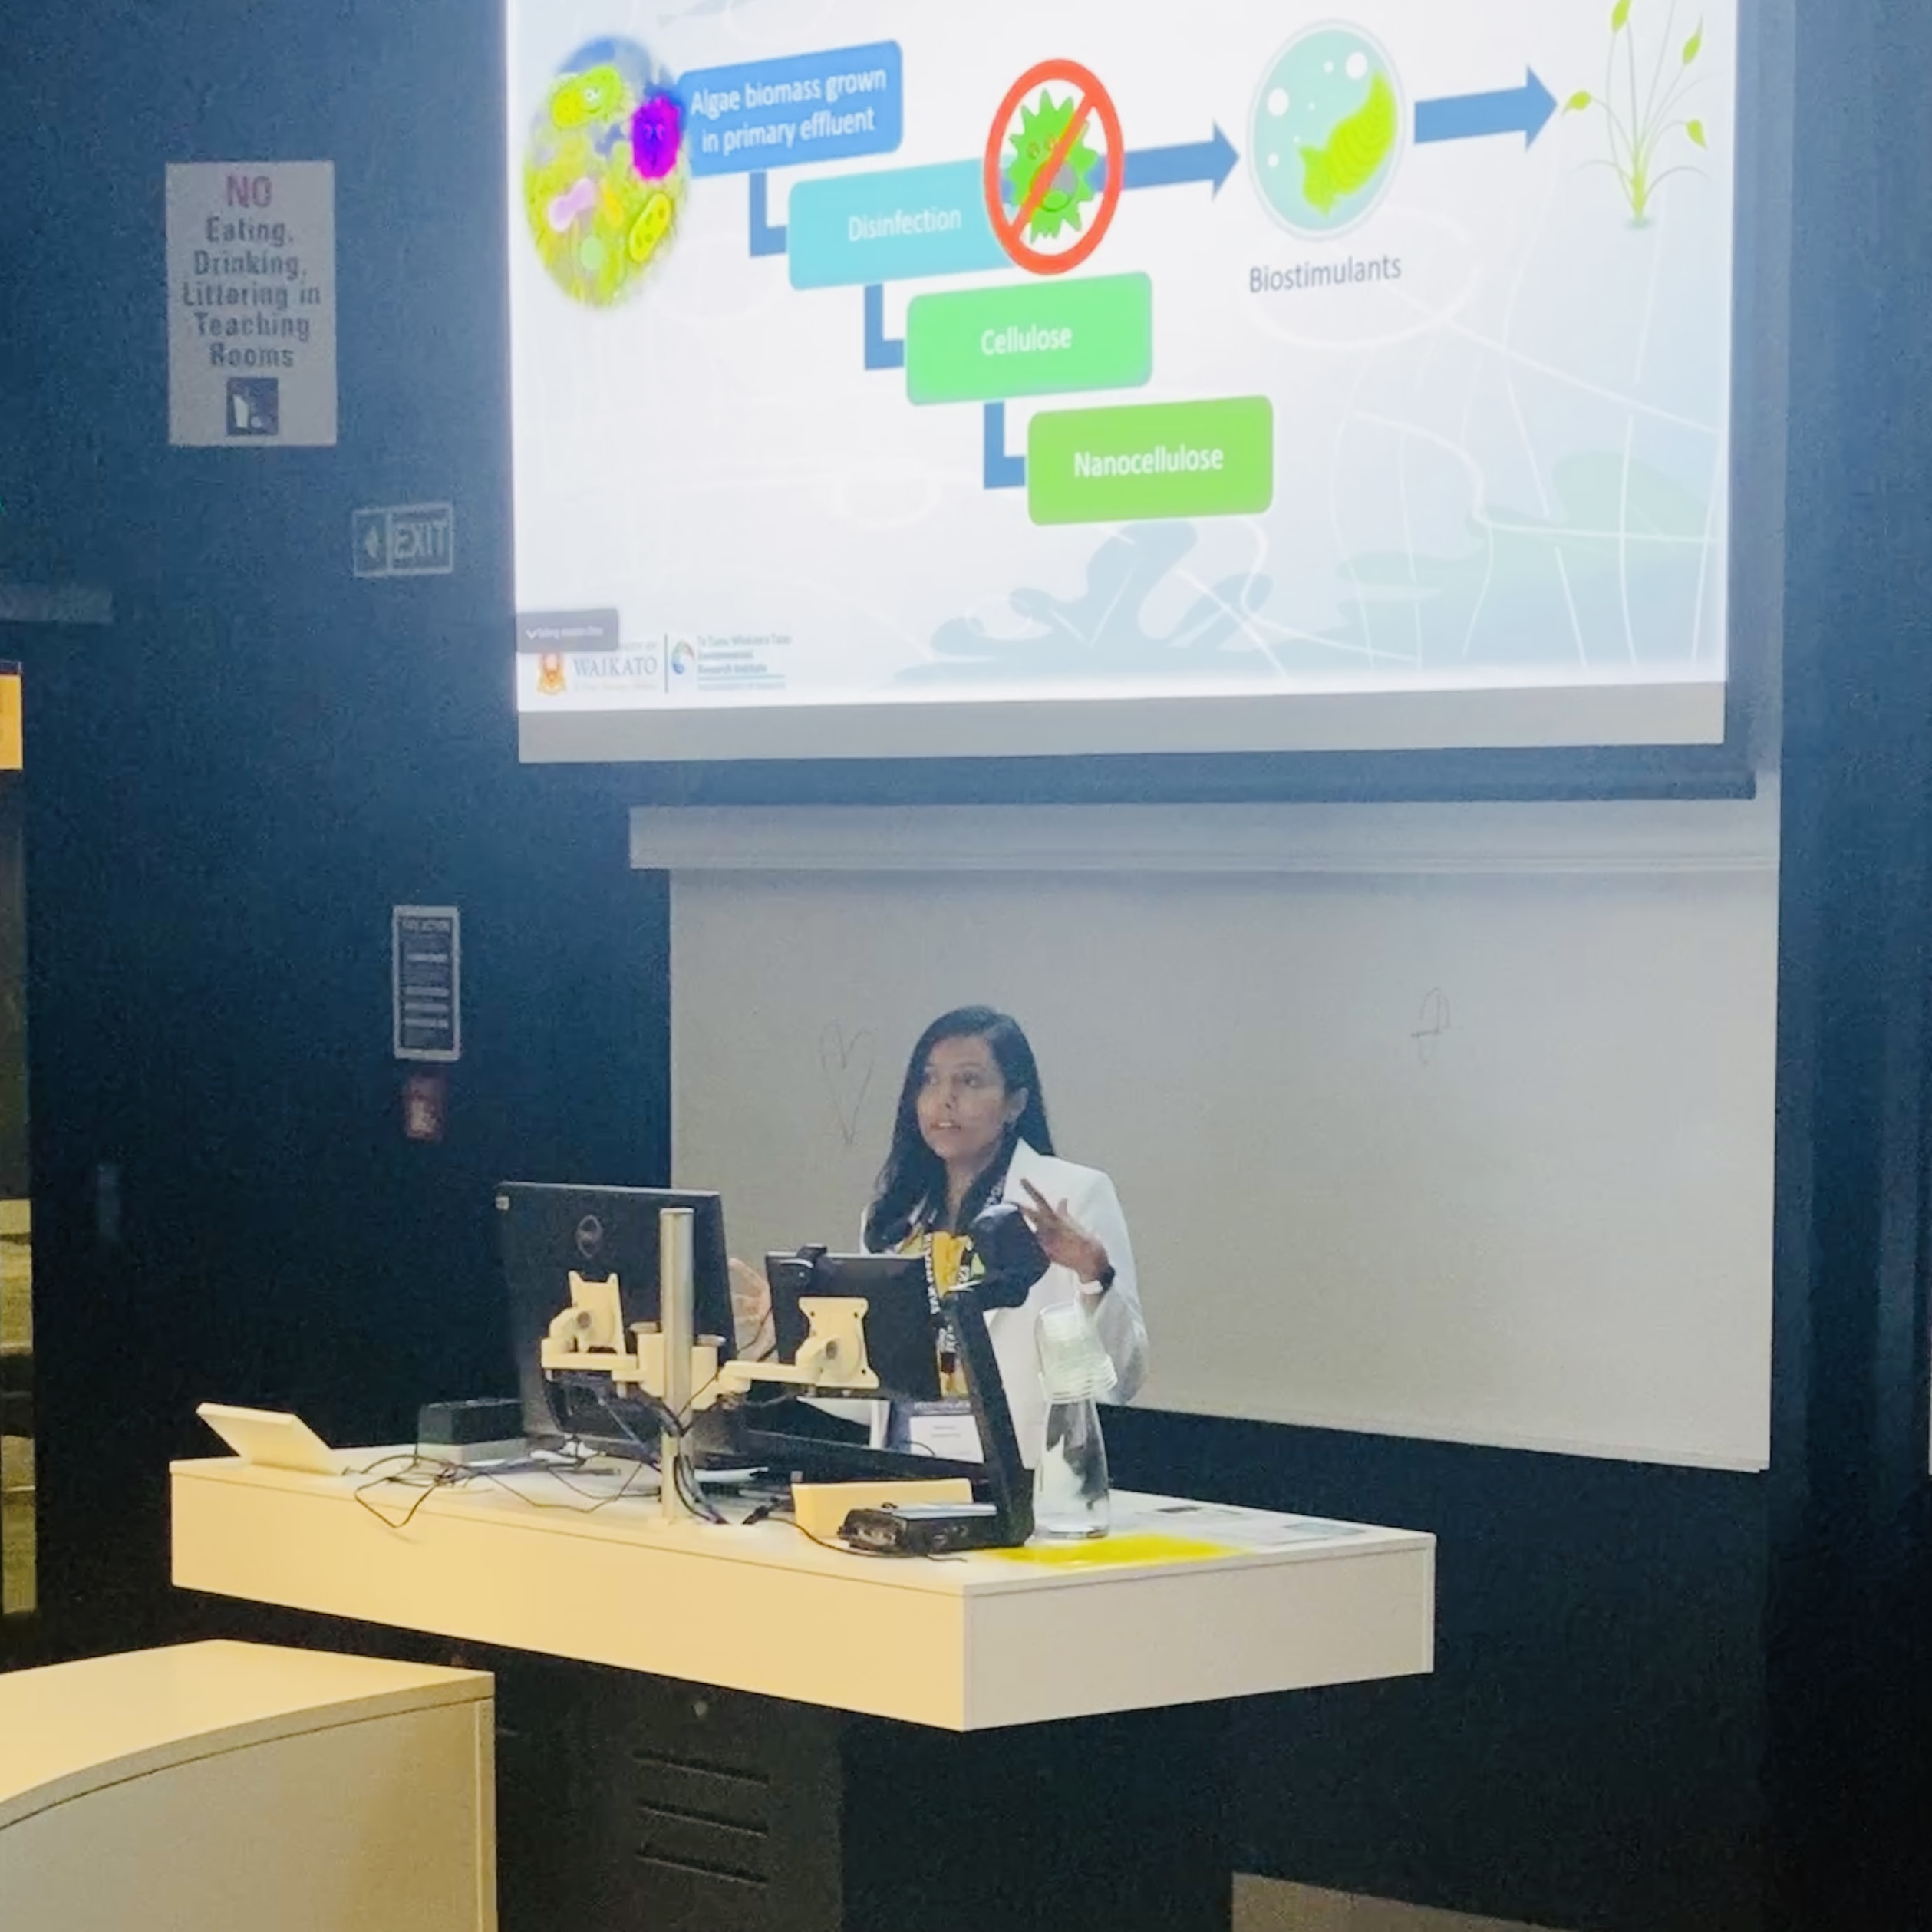 Algae biomass grown
in primary effluent
Disinfection
Biostimulants
Cellulose
Nanocellulose
WAIKATO
NO
Eating,
Drinking,
Littering in
Teaching
Rooms
EXIT